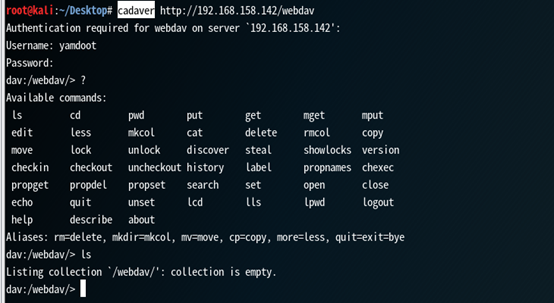 root@kali:~/Desktop# cadaver http://192.168.158.142/webdav
Authentication required for webdav on server `192.168.158.142':
Username: yamdoot
Password:
dav:/webdav/> ?
Available commands:
ls cd pwd put get mget mput
edit less mkcol cat delete rmcol copy
move lock unlock discover steal showlocks version
checkin checkout uncheckout history label propnames chexec
propget propdel propset search set open close
echo quit unset lcd lls lpwd logout
help describe about
Aliases: rm=delete, mkdir=mkcol, mv=move, cp=copy, more=less, quit=exit=bye
dav:/webdav/> ls
Listing collection `/webdav/': collection is empty.
dav:/webdav/>